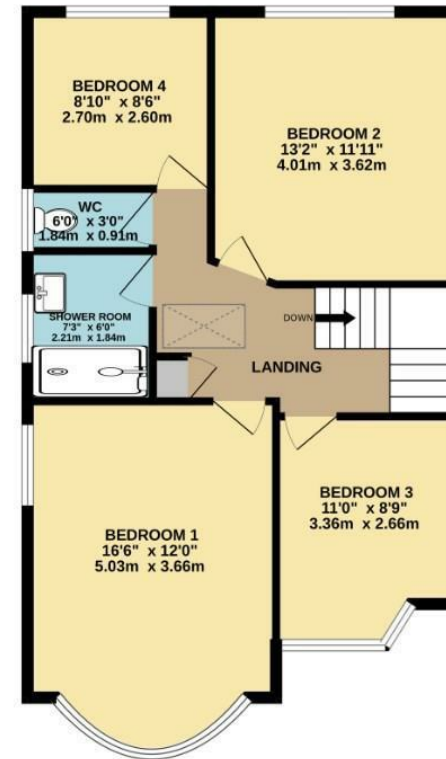 BEDROOM 4
8'10" x 8'6"
2.70m x 2.60m
BEDROOM 2
13'2" x 11'11"
4.01m x 3.62m
WC
6'0" x 3'0"
1.84m x 0.91m
SHOWER ROOM
7'3" x 6'0"
2.21m x 1.84m
DOWN
LANDING
BEDROOM 1
16'6" x 12'0"
5.03m x 3.66m
BEDROOM 3
11'0" x 8'9"
3.36m x 2.66m